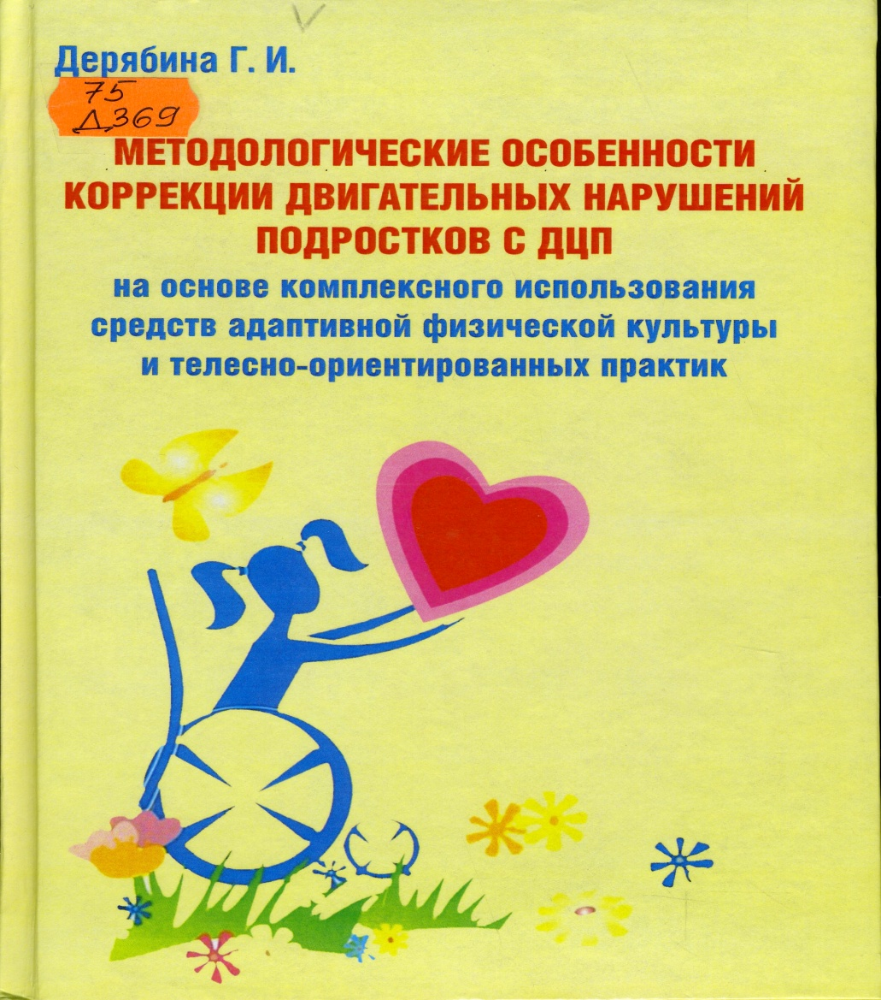 Дерябина Г. И.
75
Д369
МЕТОДОЛОГИЧЕСКИЕ ОСОБЕННОСТИ
КОРРЕКЦИИ ДВИГАТЕЛЬНЫХ НАРУШЕНИЙ
ПОДРОСТКОВ С ДЦП
на основе комплексного использования
средств адаптивной физической культуры
и телесно-ориентированных практик